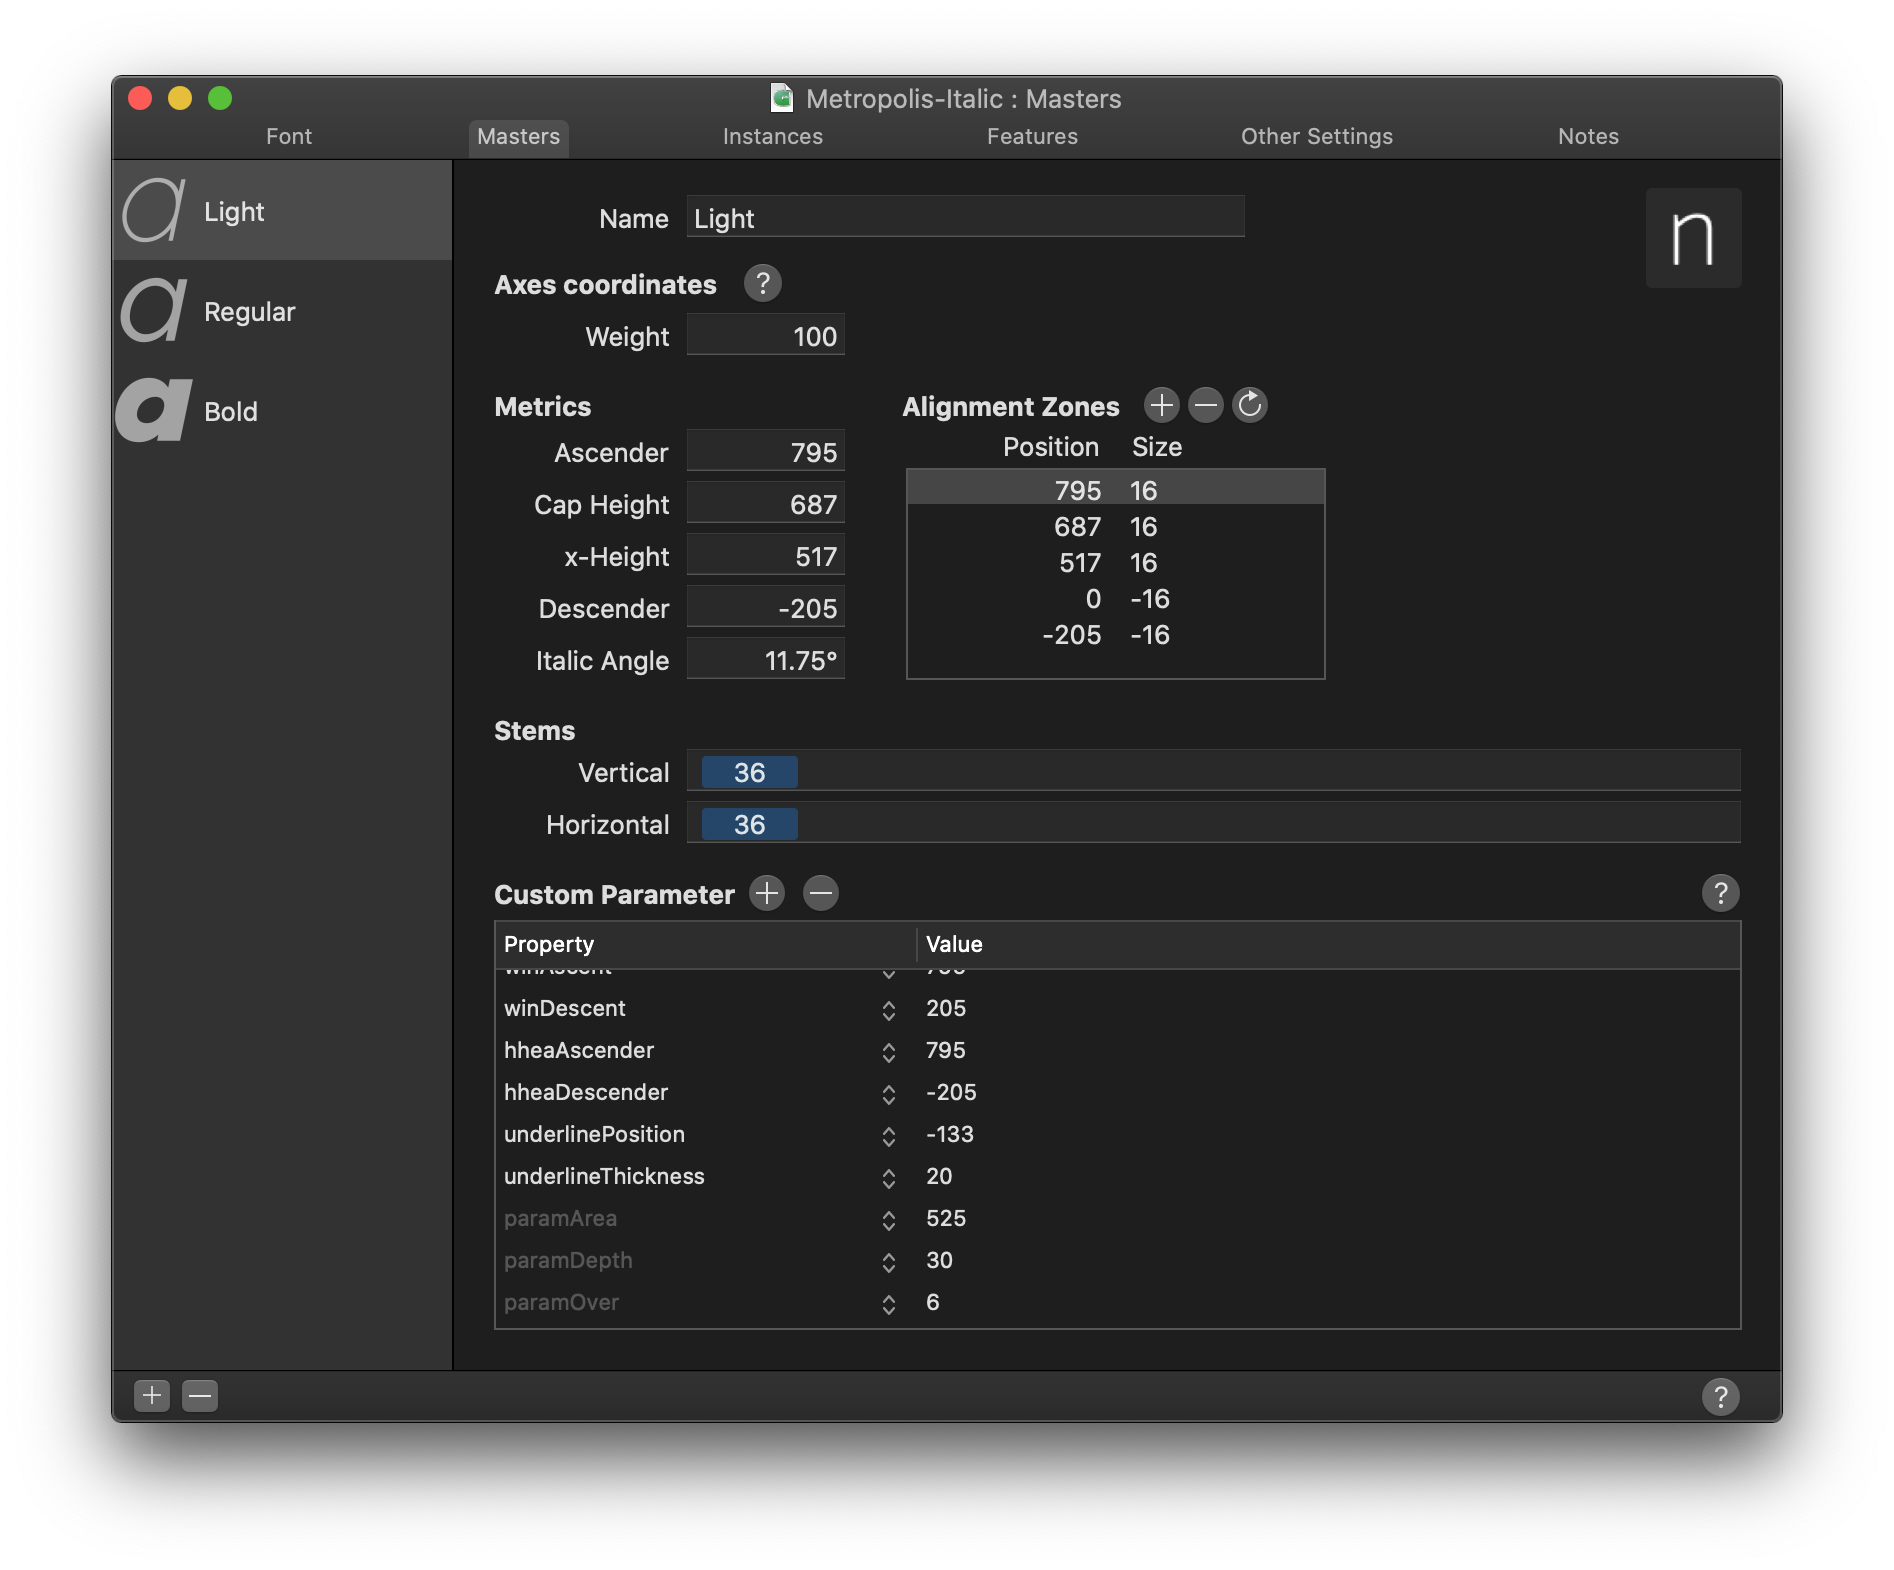 Metropolis-Italic : Masters
Font Masters Instances Features Other Settings Notes
a Light
a Regular
a Bold
Name Light
n
Axes coordinates ?
Weight 100
Metrics
Ascender 795
Cap Height 687
x-Height 517
Descender -205
Italic Angle 11.75°
Alignment Zones
Position Size
795 16
687 16
517 16
0 -16
-205 -16
Stems
Vertical 36
Horizontal 36
Custom Parameter ?
Property Value
winAscent
winDescent 205
hheaAscender 795
hheaDescender -205
underlinePosition -133
underlineThickness 20
paramArea 525
paramDepth 30
paramOver 6
?